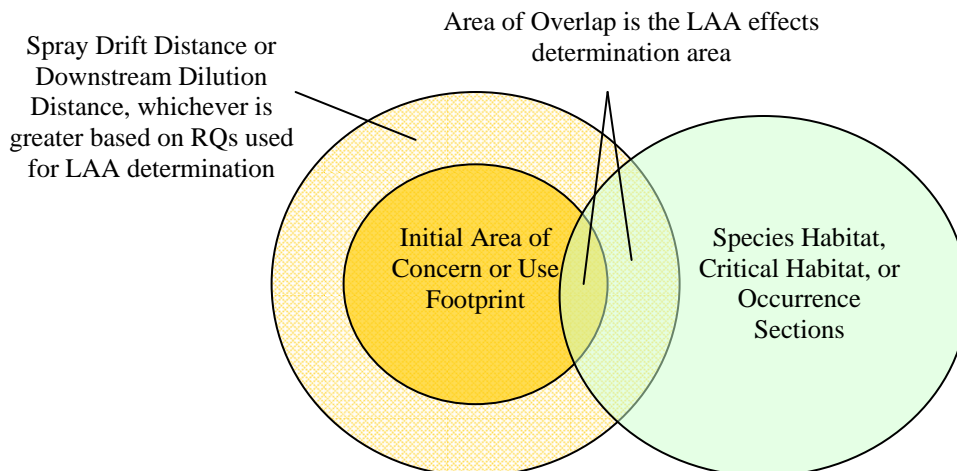 Spray Drift Distance or
Downstream Dilution
Distance, whichever is
greater based on RQs used
for LAA determination
Area of Overlap is the LAA effects
determination area
Initial Area of
Concern or Use
Footprint
Species Habitat,
Critical Habitat, or
Occurrence
Sections